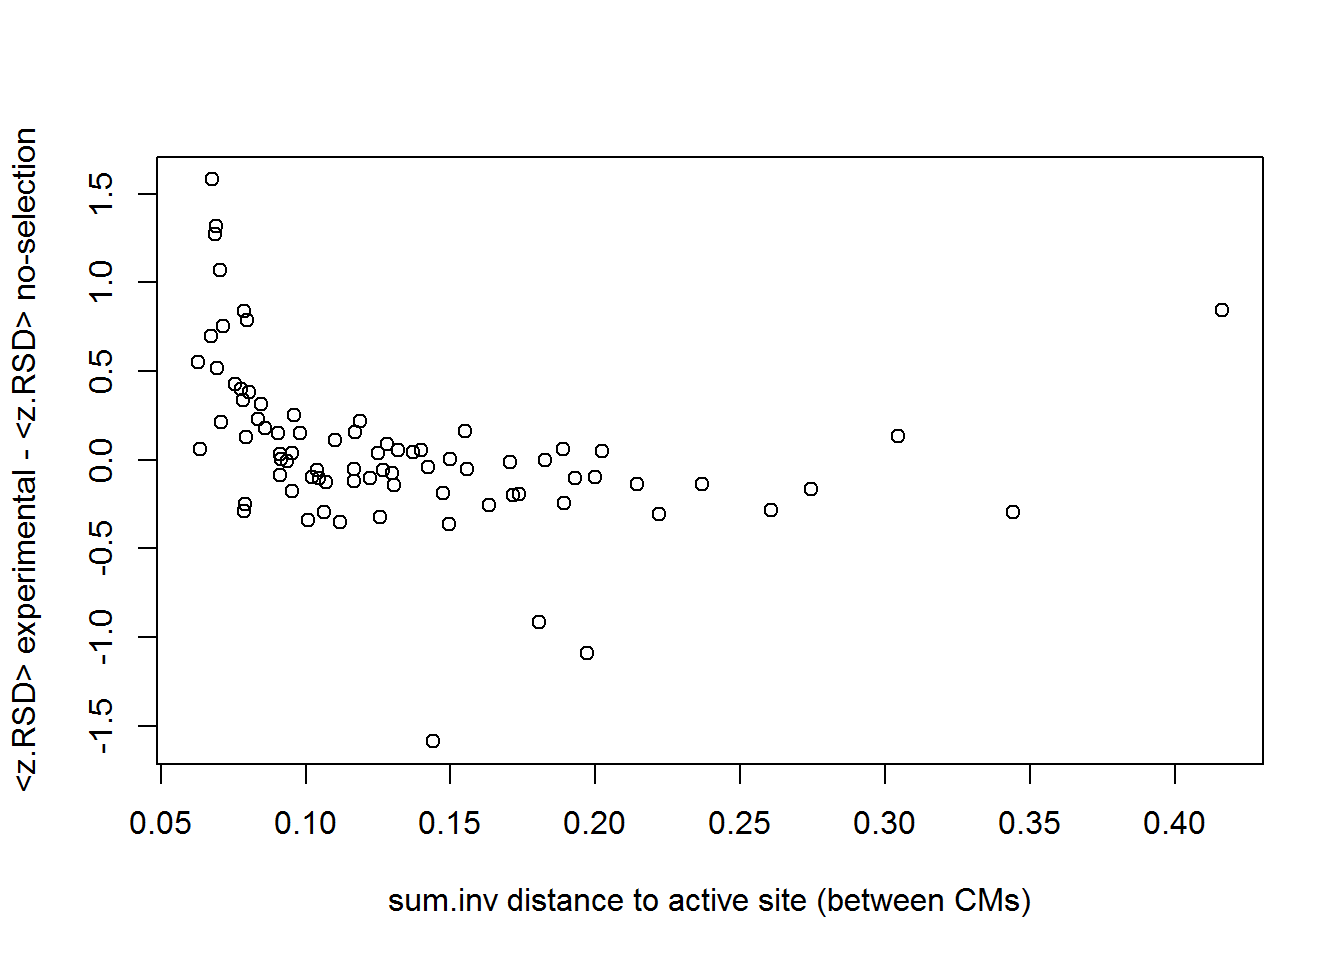 <z.RSD> experimental - <z.RSD> no-selection
1.5
1.0
0.5
0.0
-0.5
-1.0
-1.5
0.05 0.10 0.15 0.20 0.25 0.30 0.35 0.40
sum.inv distance to active site (between CMs)